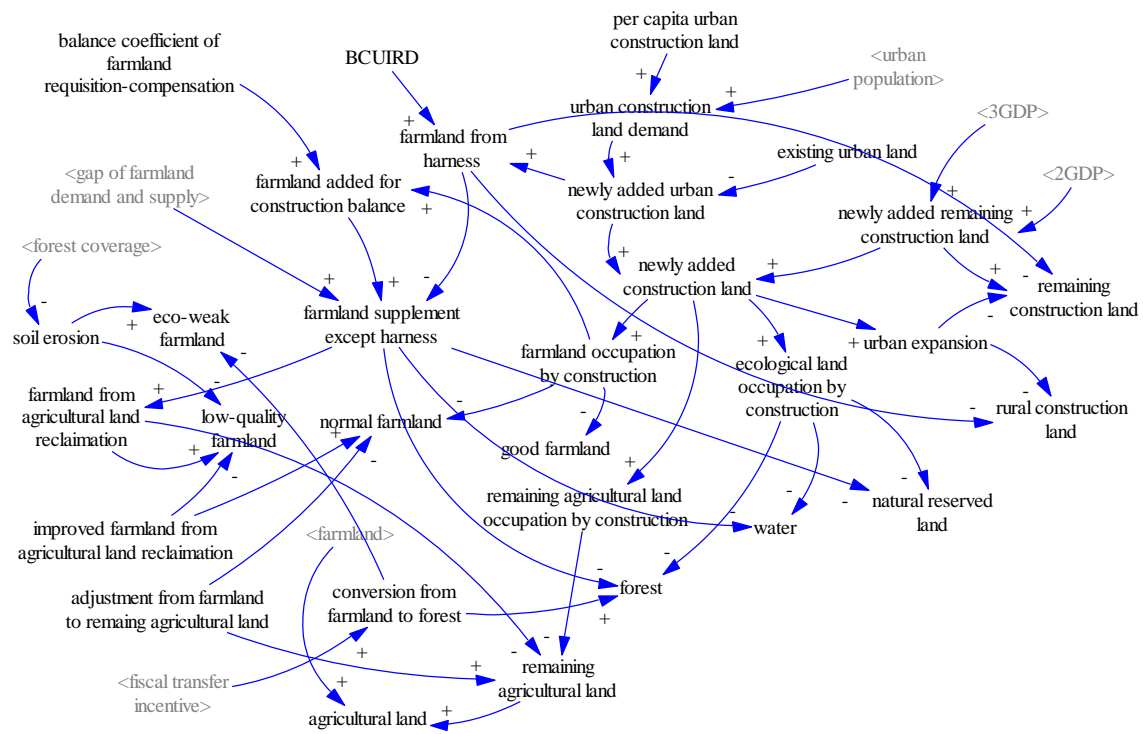 per capita urban
construction land
balance coefficient of
farmland
requisition-compensation
BCUIRD
<urban
population>
+
+
urban construction
land demand
<3GDP>
+
farmland from
harness
+
+
existing urban land
<gap of farmland
demand and supply>
+
farmland added for
construction balance
+
newly added urban
construction land
-
<2GDP>
+
newly added remaining
construction land
+
<forest coverage>
+
newly added
construction land
+
+
-
remaining
construction land
-
soil erosion
+
+
-
farmland supplement
except harness
eco-weak
farmland
+
-
+
farmland occupation
by construction
+
ecological land
occupation by
construction
+
urban expansion
-
farmland from
agricultural land
reclaimation
+
-
low-quality
farmland
+
-
normal farmland
+
-
-
-
good farmland
-
rural construction
land
-
improved farmland from
agricultural land reclaimation
+
remaining agricultural land
occupation by construction
-
water
-
-
-
natural reserved
land
<farmland>
adjustment from farmland
to remaing agricultural land
conversion from
farmland to forest
-
forest
-
+
<fiscal transfer
incentive>
+
+
+
-
-
remaining
agricultural land
agricultural land
+